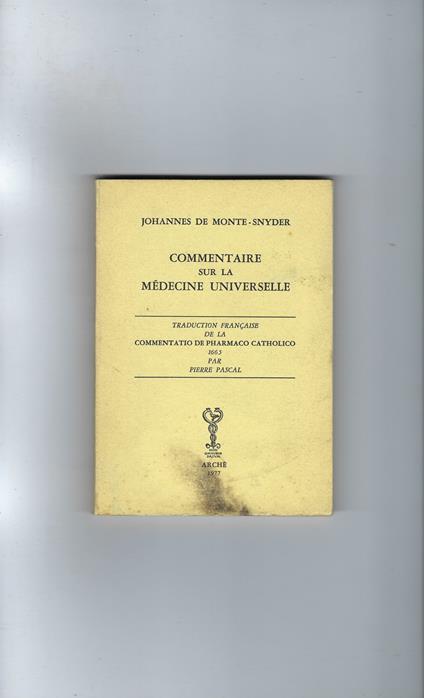 JOHANNES DE MONTE-SNYDER
COMMENTAIRE
SUR LA
MÉDECINE UNIVERSELLE
TRADUCTION FRANÇAISE
DE LA
COMMENTATIO DE PHARMACO CATHOLICO
1665
PAR
PIERRE PASCAL
ARCHÈ
1977